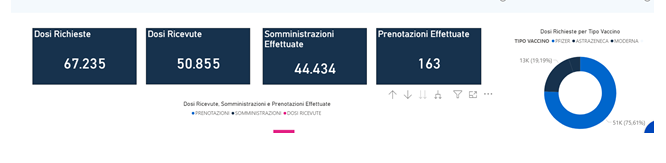 Dosi Richieste
67.235
Dosi Ricevute
50.855
Somministrazioni
Effettuate
44.434
Prenotazioni Effettuate
163
Dosi Richieste per Tipo Vaccino
TIPO VACCINO PFIZER ASTRAZENECA MODERNA
13K (19,19%)
51K (75,61%)
Dosi Ricevute, Somministrazioni e Prenotazioni Effettuate
PRENOTAZIONI SOMMINISTRAZIONI DOSI RICEVUTE